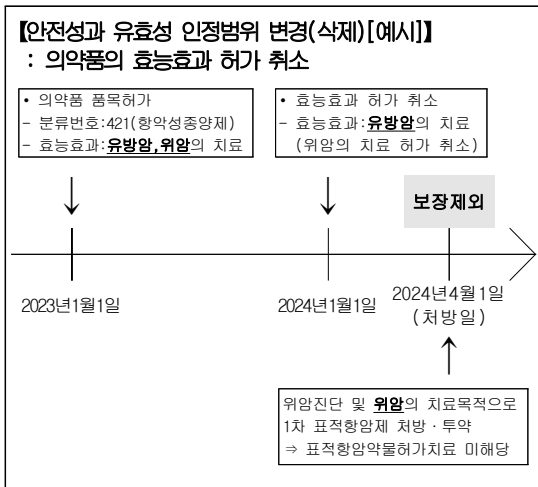 【안전성과 유효성 인정범위 변경(삭제)[예시]】
: 의약품의 효능효과 허가 취소
• 의약품 품목허가
- 분류번호:421(항악성종양제)
- 효능효과:유방암,위암의 치료
• 효능효과 허가 취소
- 효능효과:유방암의 치료
(위암의 치료 허가 취소)
보장제외
2023년1월1일
2024년1월1일
2024년4월1일
(처방일)
위암진단 및 위암의 치료목적으로
1차 표적항암제 처방·투약
⇒ 표적항암약물허가치료 미해당